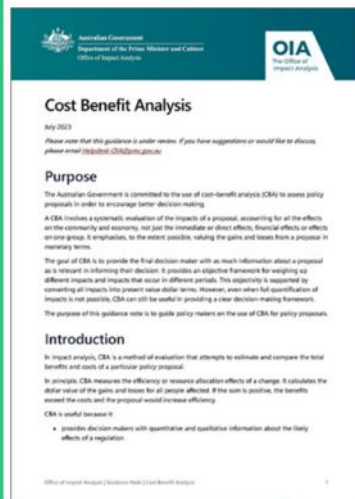 Australian Government
Department of the Prime Minister and Cabinet
Office of Impact Analysis
OIA
The Office of
Impact Analysis
Cost Benefit Analysis
July 2023
Please note that this guidance is under review. If you have suggestions or would like to discuss,
please email Helpdesk-OIA@pmc.gov.au
Purpose
The Australian Government is committed to the use of cost-benefit analysis (CBA) to assess policy
proposals in order to encourage better decision making.
A CBA involves a systematic evaluation of the impacts of a proposal, accounting for all the effects
on the community and economy, not just the immediate or direct effects, financial effects or effects
on one group. It emphasises, to the extent possible, valuing the gains and losses from a proposal in
monetary terms.
The goal of CBA is to provide the final decision maker with as much information about a proposal
as is relevant in informing their decision. It provides an objective framework for weighing up
different impacts and impacts that occur in different periods. This objectivity is supported by
converting all impacts into present value dollar terms. However, even when full quantification of
impacts is not possible, CBA can still be useful in providing a clear decision-making framework.
The purpose of this guidance note is to guide policy makers on the use of CBA for policy proposals.
Introduction
In impact analysis, CBA is a method of evaluation that attempts to estimate and compare the total
benefits and costs of a particular policy proposal.
In principle, CBA measures the efficiency or resource allocation effects of a change. It calculates the
dollar value of the gains and losses for all people affected. If the sum is positive, the benefits
exceed the costs and the proposal would increase efficiency.
CBA is useful because it:
• provides decision makers with quantitative and qualitative information about the likely
effects of a regulation
Office of Impact Analysis | Guidance Note | Cost Benefit Analysis
1